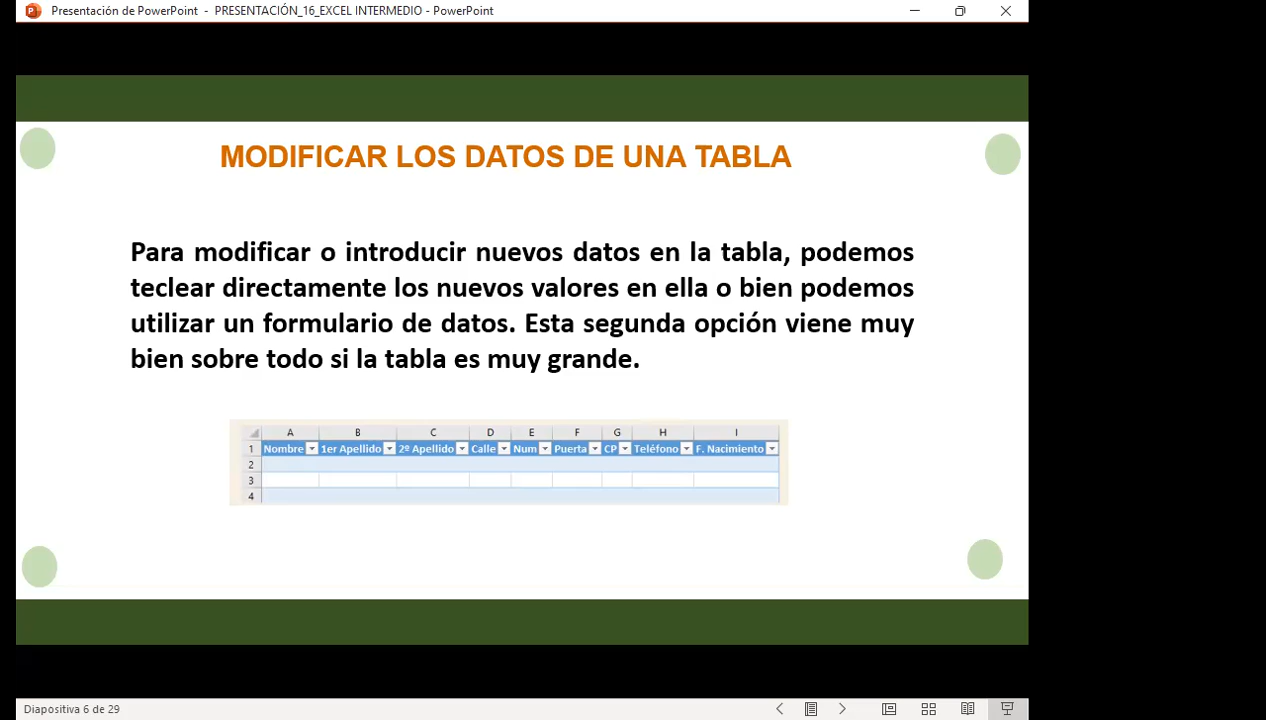 Presentación de PowerPoint - PRESENTACIÓN_16_EXCEL INTERMEDIO - PowerPoint
MODIFICAR LOS DATOS DE UNA TABLA
Para modificar o introducir nuevos datos en la tabla, podemos
teclear directamente los nuevos valores en ella o bien podemos
utilizar un formulario de datos. Esta segunda opción viene muy
bien sobre todo si la tabla es muy grande.
A B C D E F G H I
1 Nombre 1er Apellido 2º Apellido Calle Num Puerta CP Teléfono F. Nacimiento
2
3
4
Diapositiva 6 de 29